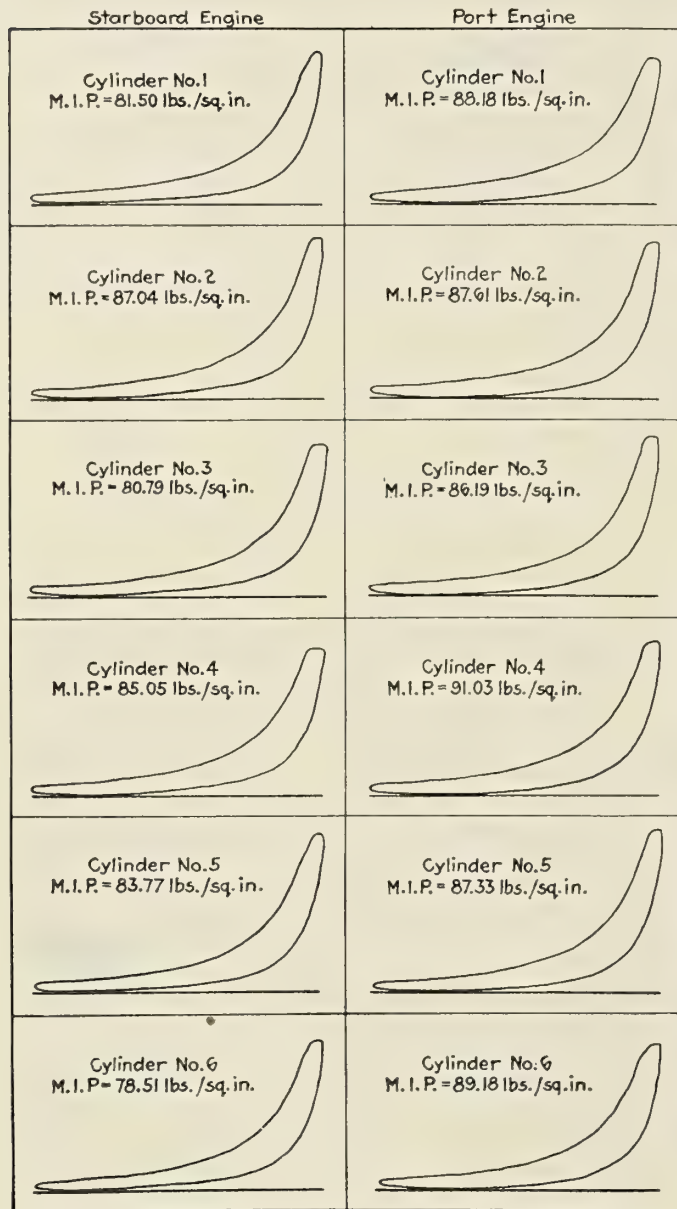 Starboard Engine
Port Engine
Cylinder No.1
M.I.P.=81.50 lbs./sq.in.
Cylinder No.1
M.I.P.=88.18 lbs./sq.in.
Cylinder No.2
M.I.P.=87.04 lbs./sq.in.
Cylinder No.2
M.I.P.=87.61 lbs./sq.in.
Cylinder No.3
M.I.P.=80.79 lbs./sq.in.
Cylinder No.3
M.I.P.=86.19 lbs./sq.in.
Cylinder No.4
M.I.P.=85.05 lbs./sq.in.
Cylinder No.4
M.I.P.=91.03 lbs./sq.in.
Cylinder No.5
M.I.P.=83.77 lbs./sq.in.
Cylinder No.5
M.I.P.=87.33 lbs./sq.in.
Cylinder No.6
M.I.P=78.51 lbs./sq.in.
Cylinder No.6
M.I.P.=89.18 lbs./sq.in.